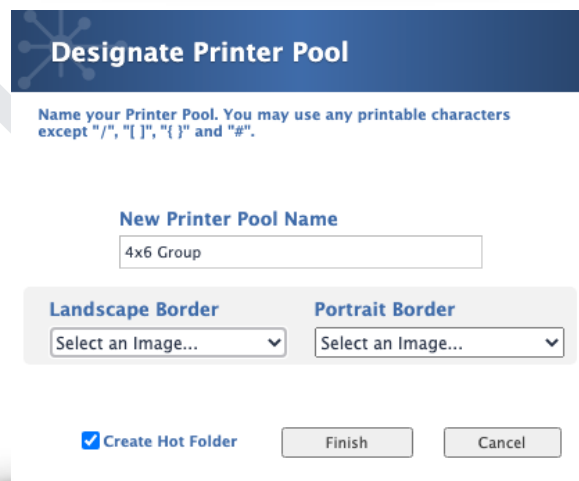 Designate Printer Pool
Name your Printer Pool. You may use any printable characters
except "/", "[ ]", "{ }" and "#".
New Printer Pool Name
4x6 Group
Landscape Border Portrait Border
Select an Image... Select an Image...
Create Hot Folder Finish Cancel